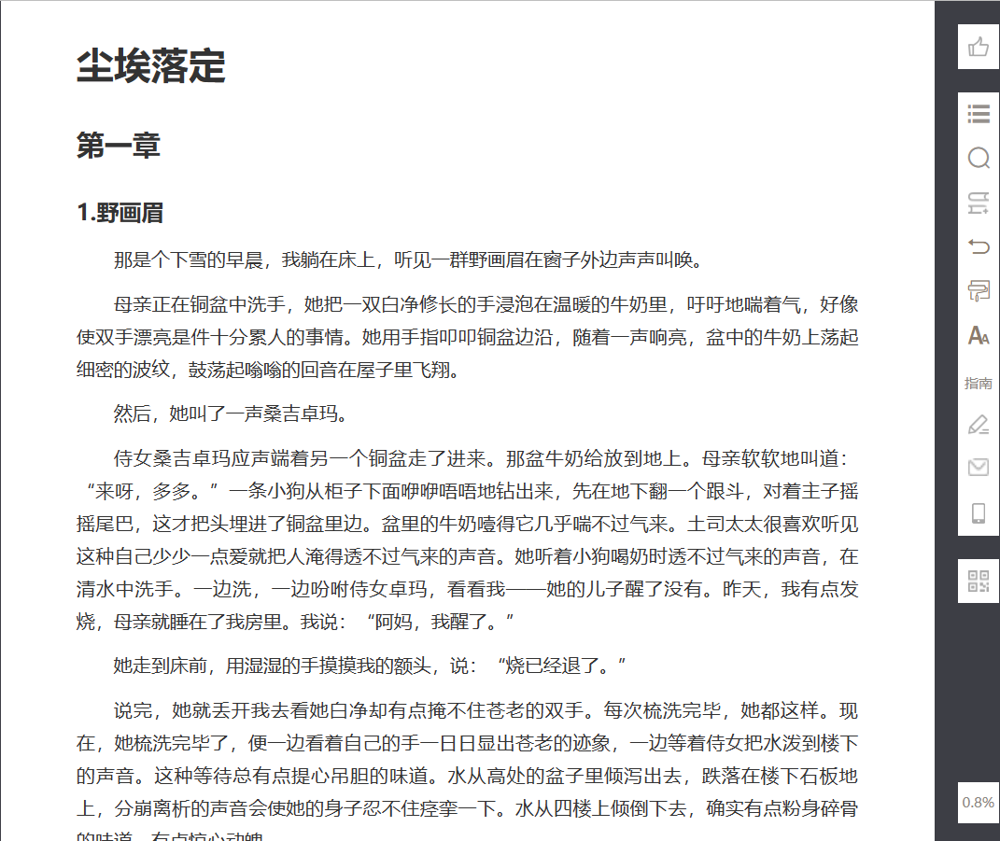 尘埃落定
第一章
1.野画眉
那是个下雪的早晨，我躺在床上，听见一群野画眉在窗子外边声声叫唤。
母亲正在铜盆中洗手，她把一双白净修长的手浸泡在温暖的牛奶里，吁吁地喘着气，好像
使双手漂亮是件十分累人的事情。她用手指叩叩铜盆边沿，随着一声响亮，盆中的牛奶上荡起
细密的波纹，鼓荡起嗡嗡的回音在屋子里飞翔。
然后，她叫了一声桑吉卓玛。
侍女桑吉卓玛应声端着另一个铜盆走了进来。那盆牛奶给放到地上。母亲软软地叫道：
“来呀，多多。”一条小狗从柜子下面咿咿唔唔地钻出来，先在地下翻一个跟斗，对着主子摇
摇尾巴，这才把头埋进了铜盆里边。盆里的牛奶噎得它几乎喘不过气来。土司太太很喜欢听见
这种自己少少一点爱就把人淹得透不过气来的声音。她听着小狗喝奶时透不过气来的声音，在
清水中洗手。一边洗，一边吩咐侍女卓玛，看看我——她的儿子醒了没有。昨天，我有点发
烧，母亲就睡在了我房里。我说：“阿妈，我醒了。”
她走到床前，用湿湿的手摸摸我的额头，说：“烧已经退了。”
说完，她就丢开我去看她白净却有点掩不住苍老的双手。每次梳洗完毕，她都这样。现
在，她梳洗完毕了，便一边看着自己的手一日日显出苍老的迹象，一边等着侍女把水泼到楼下
的声音。这种等待总有点提心吊胆的味道。水从高处的盆子里倾泻出去，跌落在楼下石板地
上，分崩离析的声音会使她的身子忍不住痉挛一下。水从四楼上倾倒下去，确实有点粉身碎骨
的味道，有点惊心动魄
AA
指南
0.8%